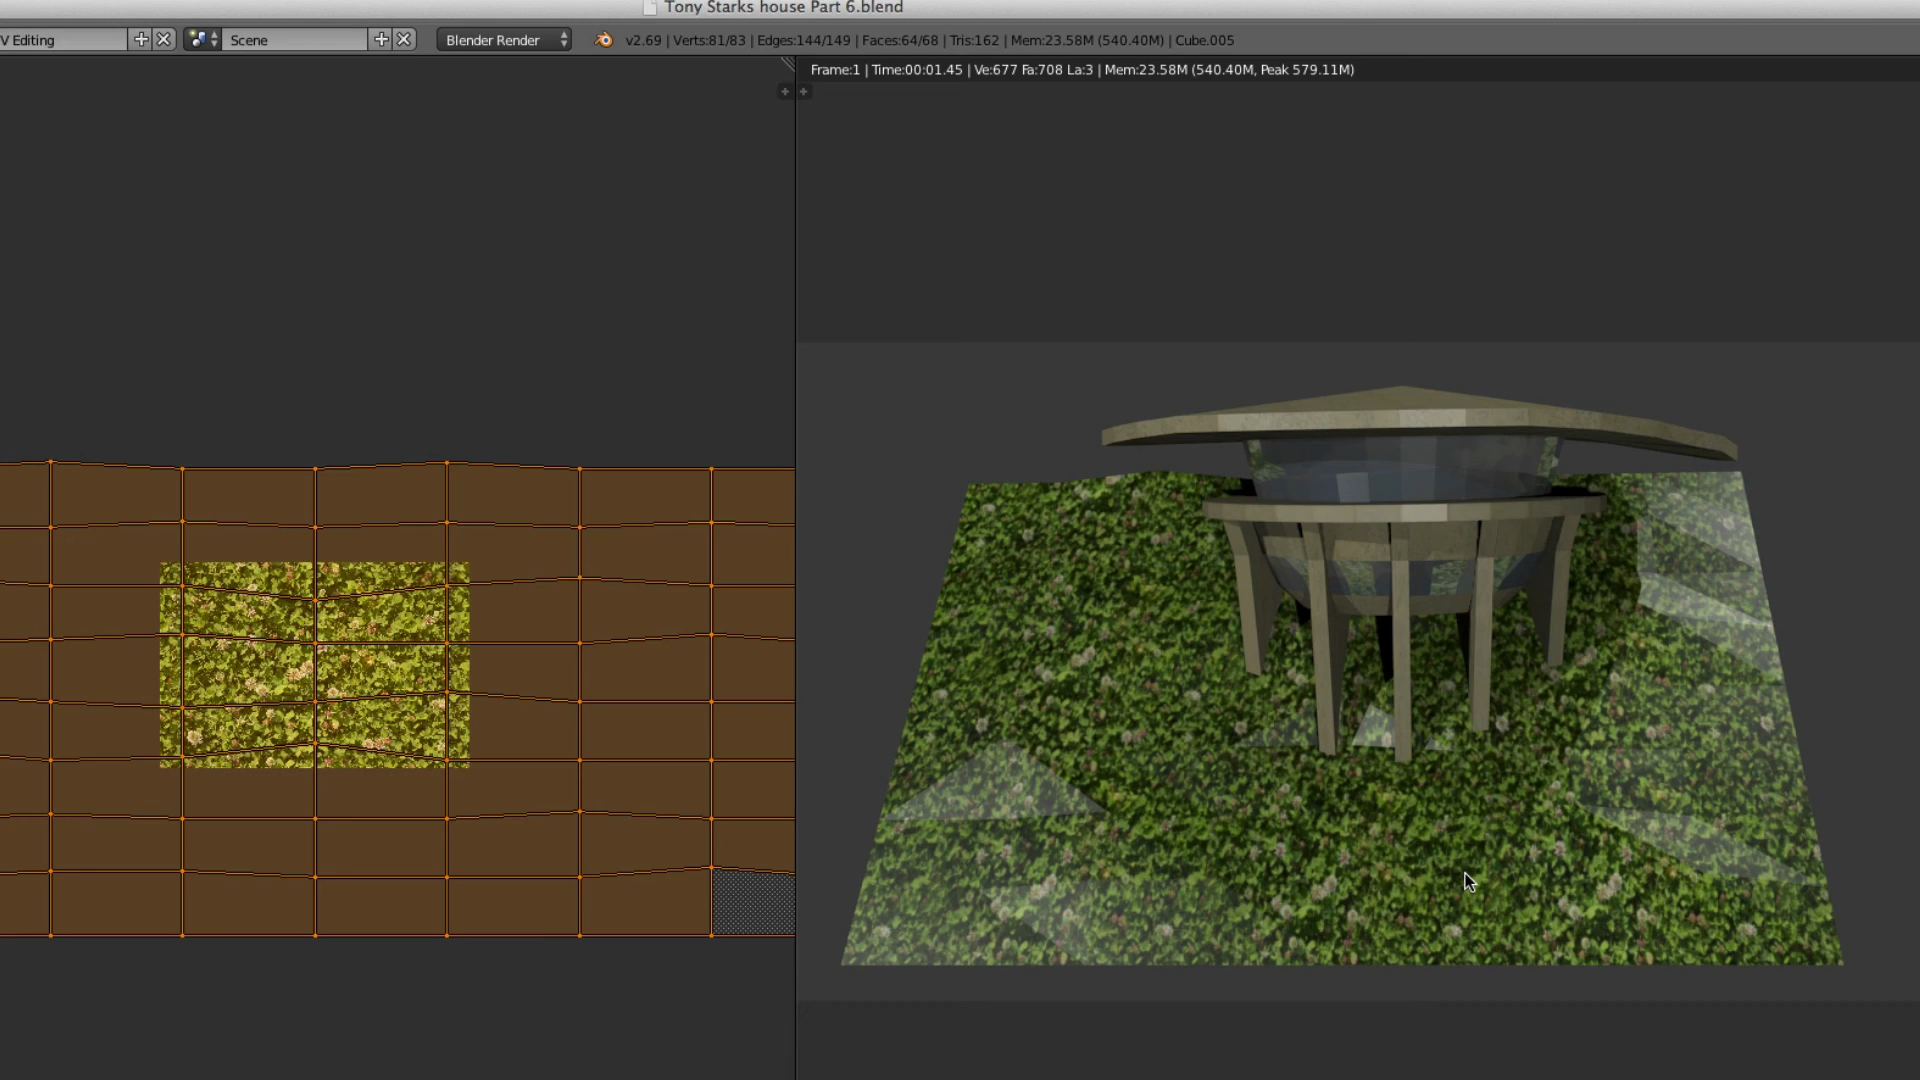 Tony Starks house Part 6.blend
V Editing
Scene
Blender Render
v2.69 | Verts:81/83 | Edges:144/149 | Faces:64/68 | Tris:162 | Mem:23.58M (540.40M) | Cube.005
Frame:1 | Time:00:01.45 | Ve:677 Fa:708 La:3 | Mem:23.58M (540.40M, Peak 579.11M)